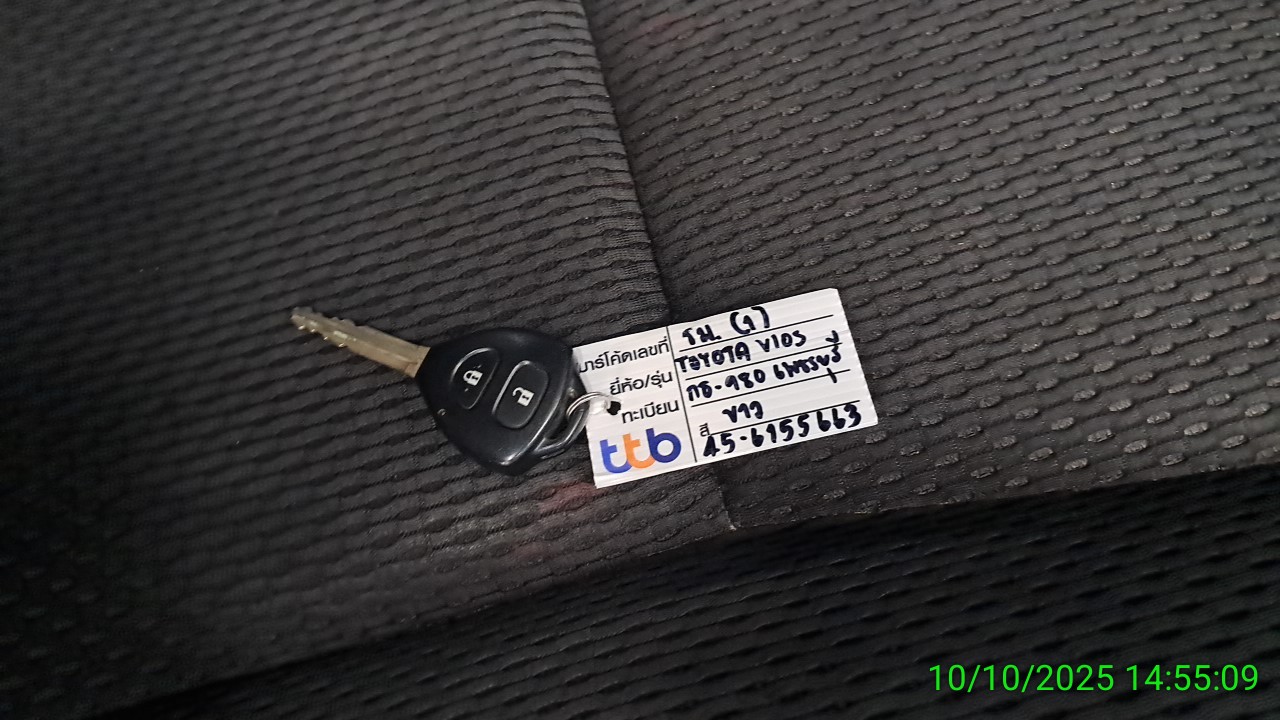 บาร์โค้ดเลขที่ รม. (1)
ยี่ห้อ/รุ่น TOYOTA VIOS
ทะเบียน กธ-980 เพชรบุรี
สี ขาว
ttb 45-6155663
10/10/2025 14:55:09